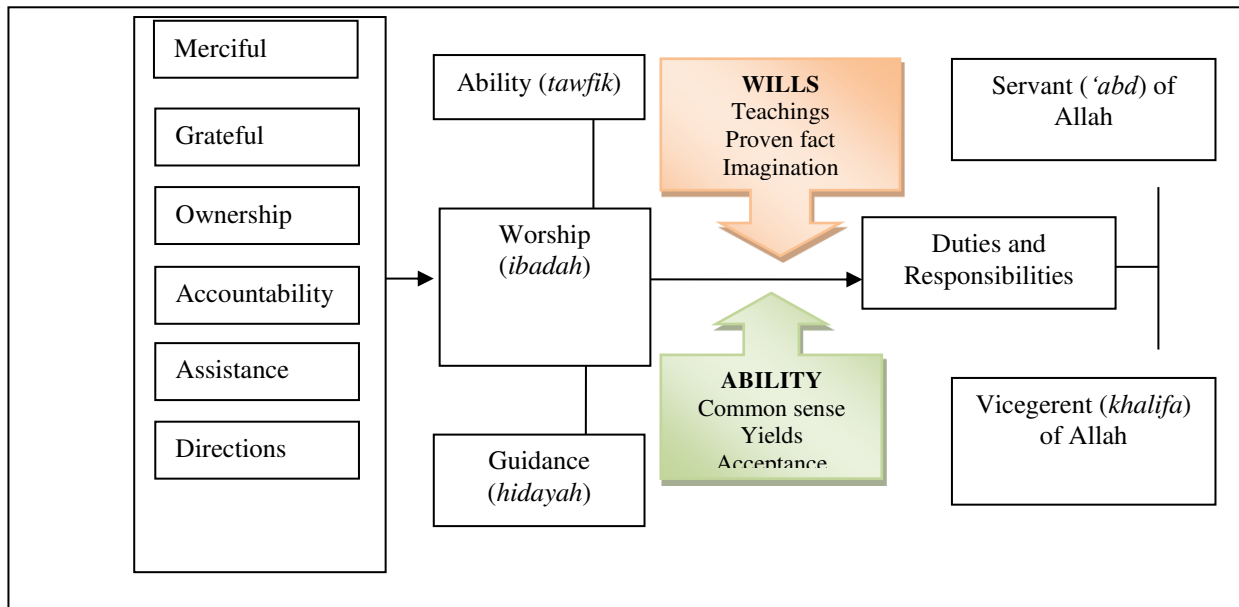 Merciful
Grateful
Ownership
Accountability
Assistance
Directions
Ability (tawfik)
Worship
(ibadah)
Guidance
(hidayah)
WILLS
Teachings
Proven fact
Imagination
ABILITY
Common sense
Yields
Acceptance
Duties and
Responsibilities
Servant (‘abd) of
Allah
Vicegerent (khalifa)
of Allah